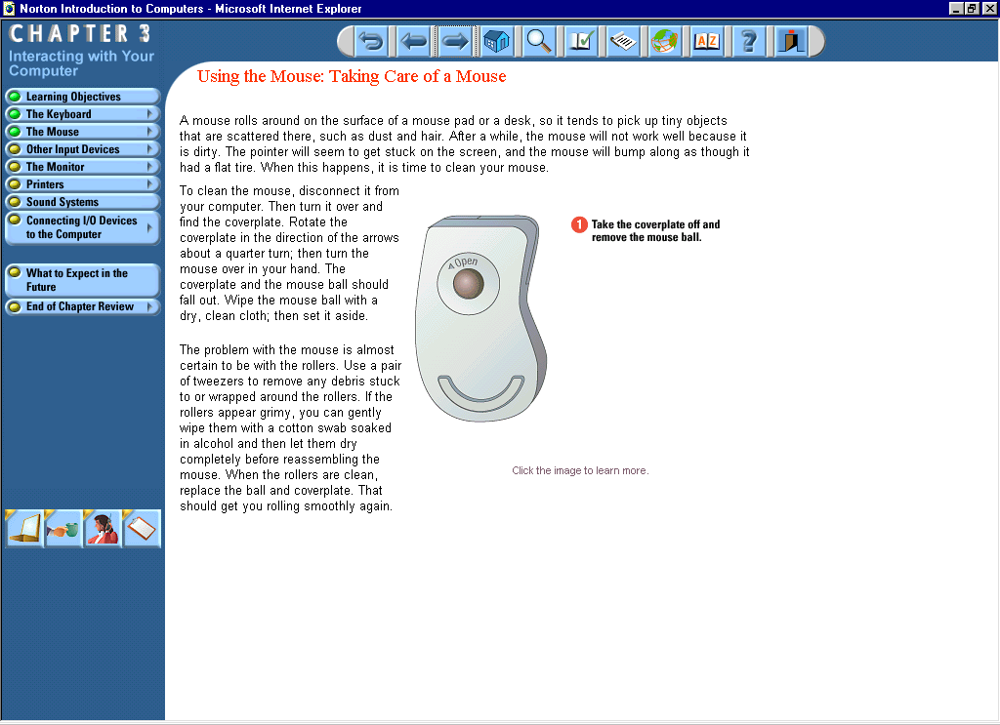 Norton Introduction to Computers - Microsoft Internet Explorer
CHAPTER 3
Interacting with Your
Computer
Learning Objectives
The Keyboard
The Mouse
Other Input Devices
The Monitor
Printers
Sound Systems
Connecting I/O Devices
to the Computer
What to Expect in the
Future
End of Chapter Review
A Z
?
Using the Mouse: Taking Care of a Mouse
A mouse rolls around on the surface of a mouse pad or a desk, so it tends to pick up tiny objects
that are scattered there, such as dust and hair. After a while, the mouse will not work well because it
is dirty. The pointer will seem to get stuck on the screen, and the mouse will bump along as though it
had a flat tire. When this happens, it is time to clean your mouse.
To clean the mouse, disconnect it from
your computer. Then turn it over and
find the coverplate. Rotate the
coverplate in the direction of the arrows
about a quarter turn; then turn the
mouse over in your hand. The
coverplate and the mouse ball should
fall out. Wipe the mouse ball with a
dry, clean cloth; then set it aside.
The problem with the mouse is almost
certain to be with the rollers. Use a pair
of tweezers to remove any debris stuck
to or wrapped around the rollers. If the
rollers appear grimy, you can gently
wipe them with a cotton swab soaked
in alcohol and then let them dry
completely before reassembling the
mouse. When the rollers are clean,
replace the ball and coverplate. That
should get you rolling smoothly again.
Open
1 Take the coverplate off and
remove the mouse ball.
Click the image to learn more.